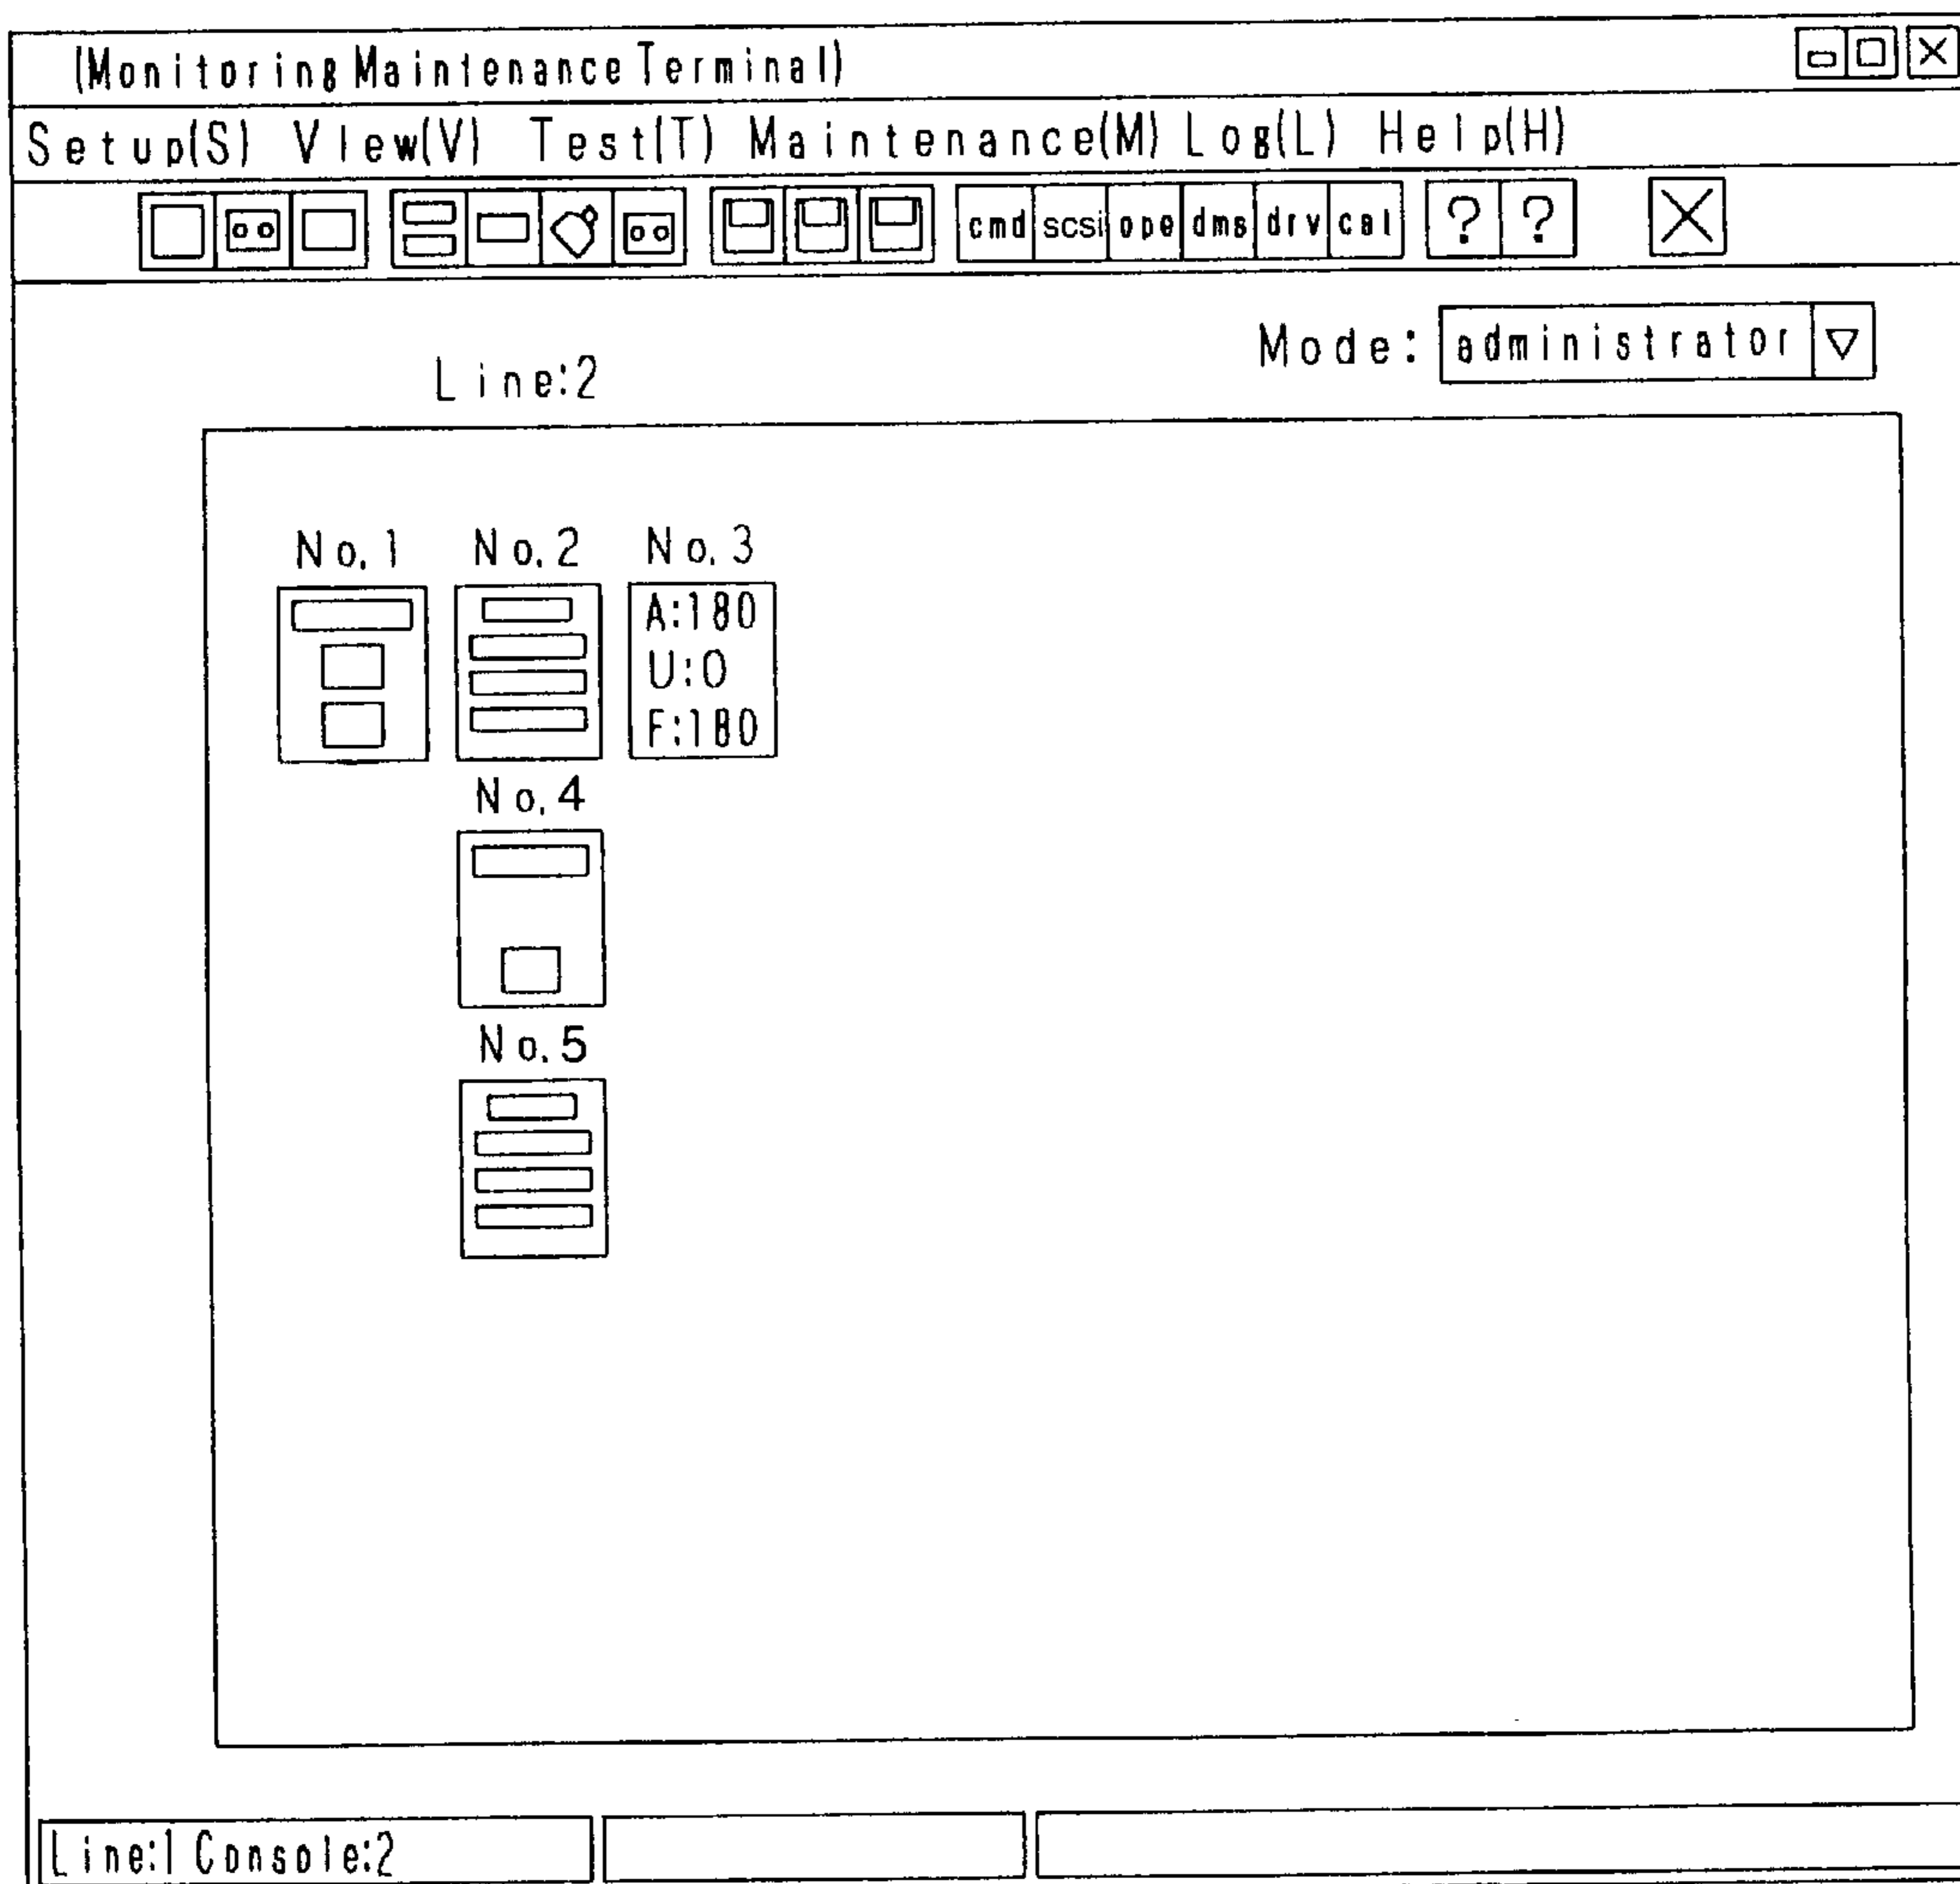 (Monitoring Maintenance Terminal)
Setup(S) View(V) Test(T) Maintenance(M) Log(L) Help(H)
cmd scsi ope dms drv cal ? ?
Mode: administrator
Line:2
No.1 No.2 No.3
A:180
U:0
F:180
No.4
No.5
Line:1 Console:2